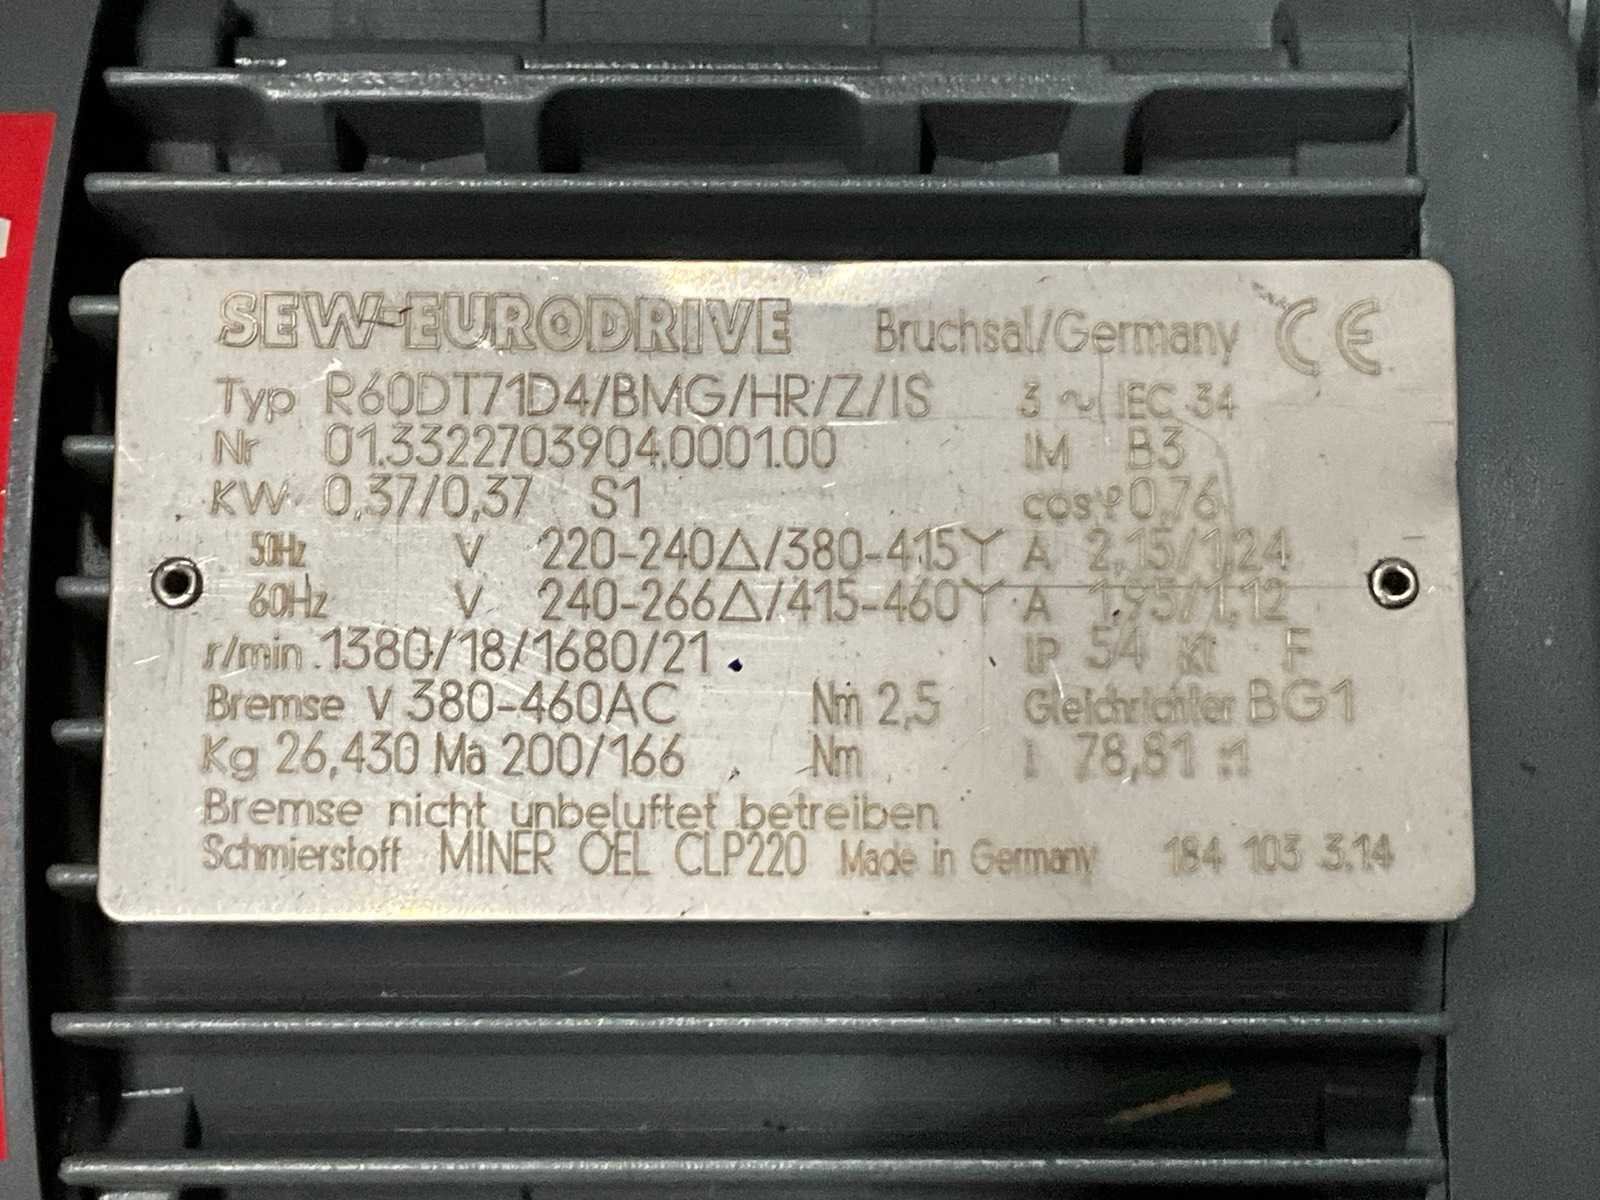 SEW-EURODRIVE Bruchsal/Germany CE
Typ R60DT71D4/BMG/HR/Z/IS 3 ~ IEC 34
Nr 01.3322703904.0001.00 IM B3
KW 0,37/0,37 S1 cosφ 0,76
50Hz V 220-240△/380-415Y A 2,15/1,24
60Hz V 240-266△/415-460Y A 1,95/1,12
r/min 1380/18/1680/21 IP 54 Kl F
Bremse V 380-460AC Nm 2,5 Gleichrichter BG1
Kg 26,430 Ma 200/166 Nm i 78,81 :1
Bremse nicht unbelüftet betreiben
Schmierstoff MINER OEL CLP220 Made in Germany 184 103 3.14